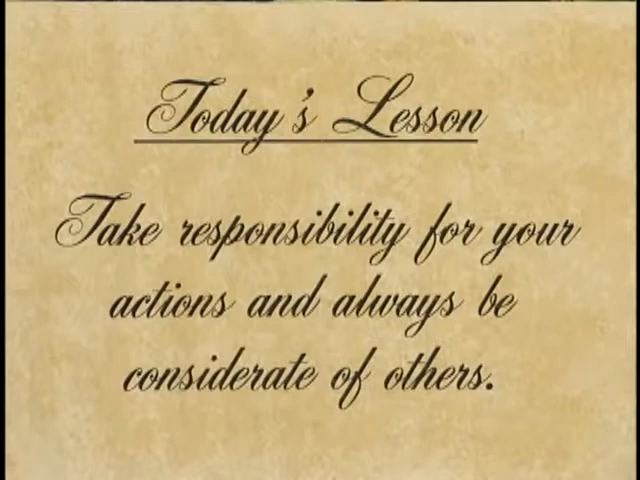 Today's Lesson
Take responsibility for your
actions and always be
considerate of others.